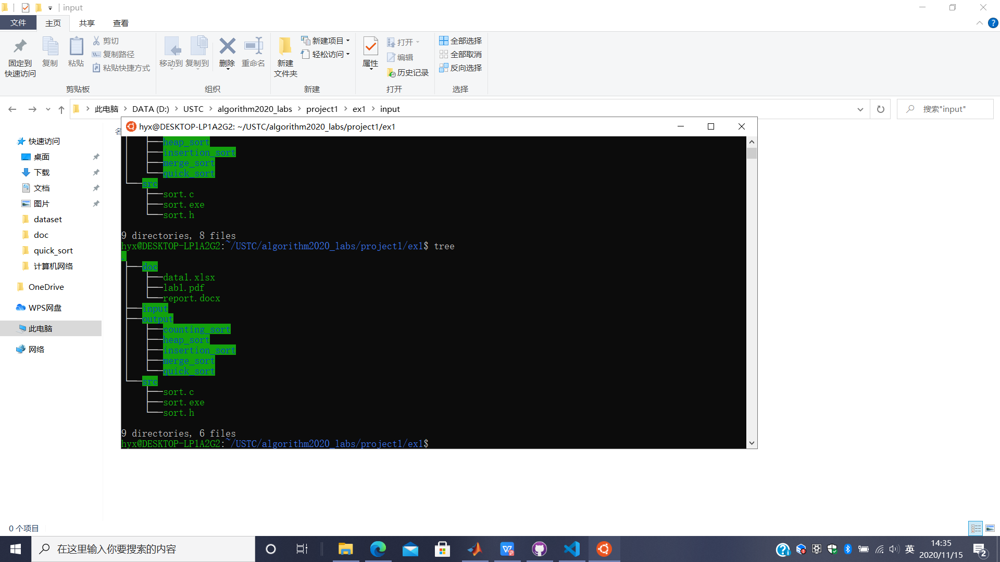 input
文件 主页 共享 查看
固定到
快速访问
复制
粘贴
剪切
复制路径
粘贴快捷方式
剪贴板
移动到
复制到
删除
重命名
组织
新建
文件夹
新建项目
轻松访问
新建
属性
打开
编辑
历史记录
打开
全部选择
全部取消
反向选择
选择
此电脑 DATA (D:) USTC algorithm2020_labs project1 ex1 input
搜索"input"
快速访问
桌面
下载
文档
图片
dataset
doc
quick_sort
计算机网络
OneDrive
WPS网盘
此电脑
网络
hyx@DESKTOP-LP1A2G2: ~/USTC/algorithm2020_labs/project1/ex1
heap_sort
insertion_sort
merge_sort
quick_sort
src
sort.c
sort.exe
sort.h
9 directories, 8 files
hyx@DESKTOP-LP1A2G2:~/USTC/algorithm2020_labs/project1/ex1$ tree
.
doc
data1.xlsx
lab1.pdf
report.docx
input
output
counting_sort
heap_sort
insertion_sort
merge_sort
quick_sort
src
sort.c
sort.exe
sort.h
9 directories, 6 files
hyx@DESKTOP-LP1A2G2:~/USTC/algorithm2020_labs/project1/ex1$
0 个项目
在这里输入你要搜索的内容
英
14:35
2020/11/15
2